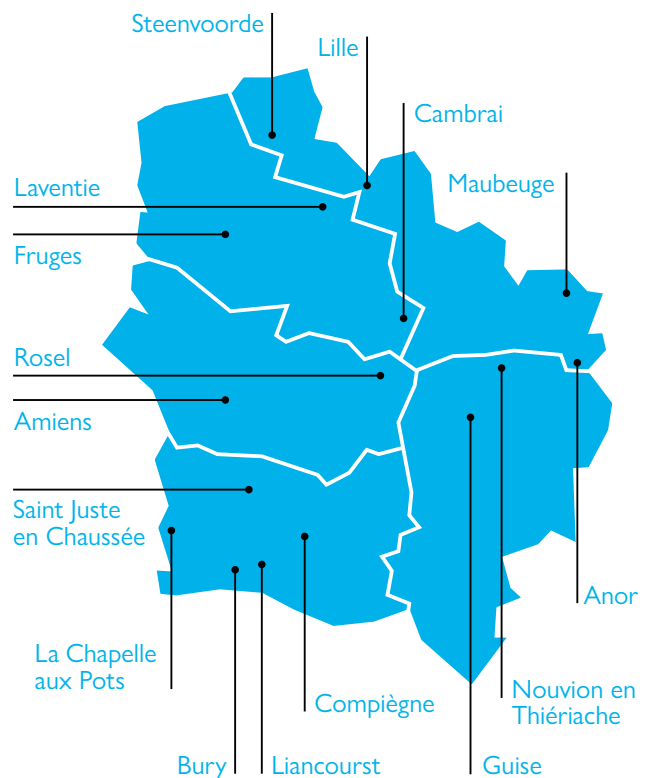 Steenvoorde
Lille
Cambrai
Maubeuge
Laventie
Fruges
Rosel
Amiens
Saint Juste
en Chaussée
Anor
La Chapelle
aux Pots
Nouvion en
Thiériache
Compiègne
Bury
Liancourst
Guise